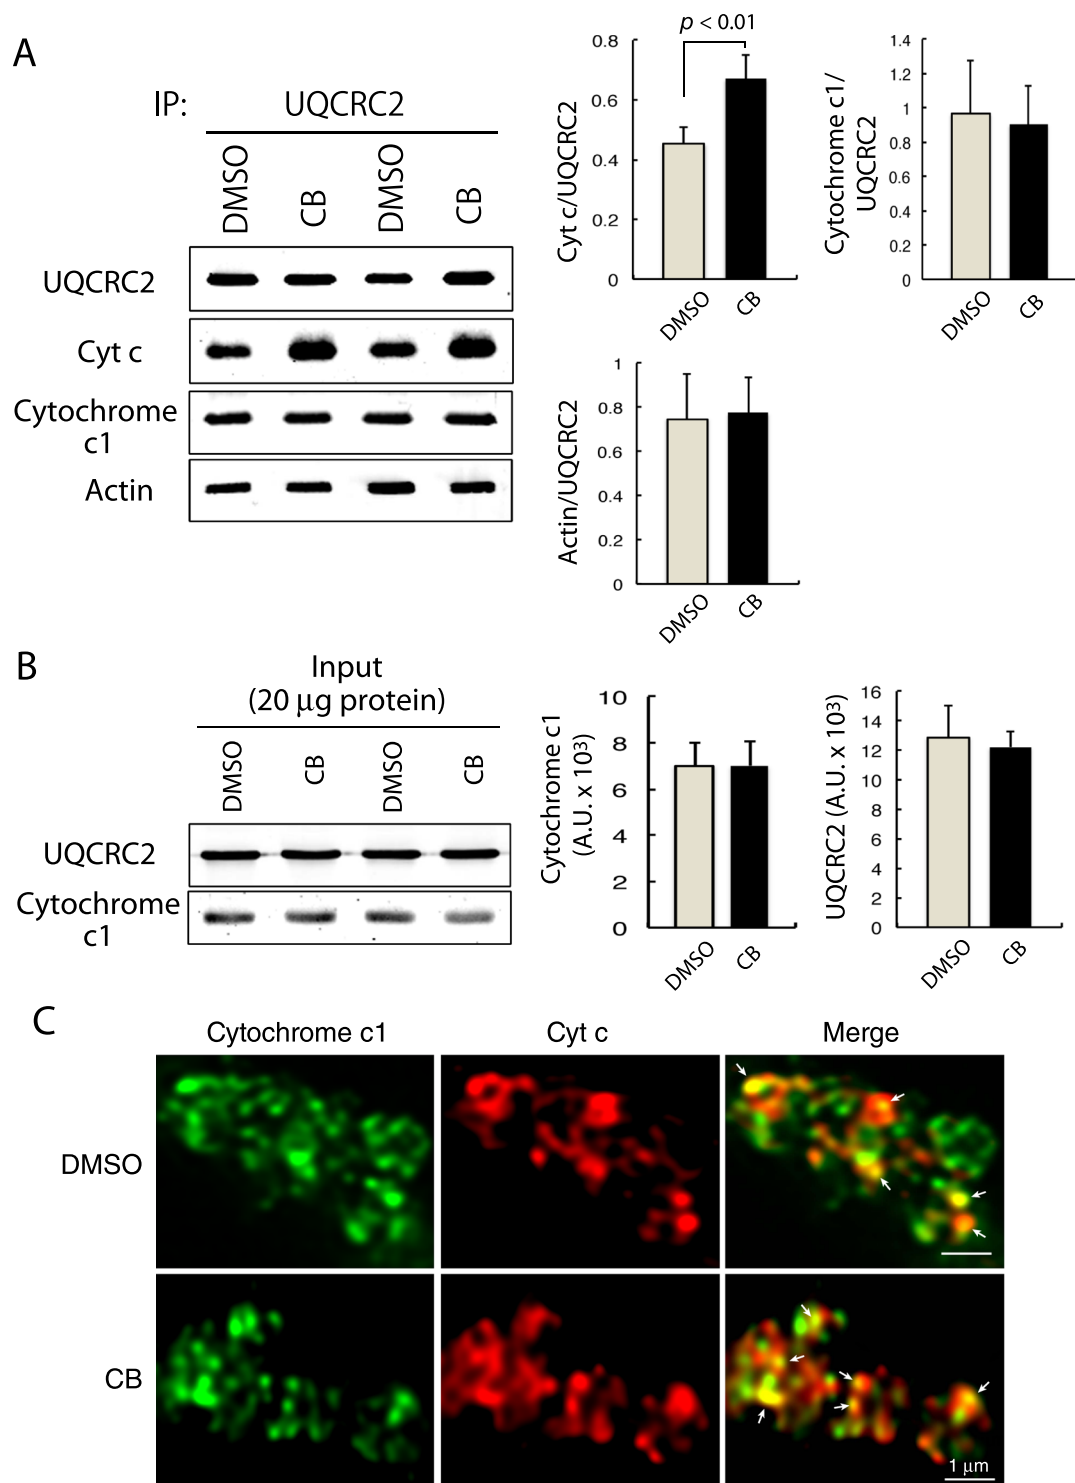 A
IP:
UQCRC2
DMSO
CB
DMSO
CB
UQCRC2
Cyt c
Cytochrome
c1
Actin
p < 0.01
Cyt c/UQCRC2
0.8
0.6
0.4
0.2
0
DMSO
CB
Cytochrome c1/
UQCRC2
1.4
1.2
1
0.8
0.6
0.4
0.2
0
DMSO
CB
Actin/UQCRC2
1
0.8
0.6
0.4
0.2
0
DMSO
CB
B
Input
(20 µg protein)
DMSO
CB
DMSO
CB
UQCRC2
Cytochrome
c1
Cytochrome c1
(A.U. x 10³)
10
8
6
4
2
0
DMSO
CB
UQCRC2 (A.U. x 10³)
16
14
12
10
8
6
4
2
0
DMSO
CB
C
Cytochrome c1
Cyt c
Merge
DMSO
CB
1 µm